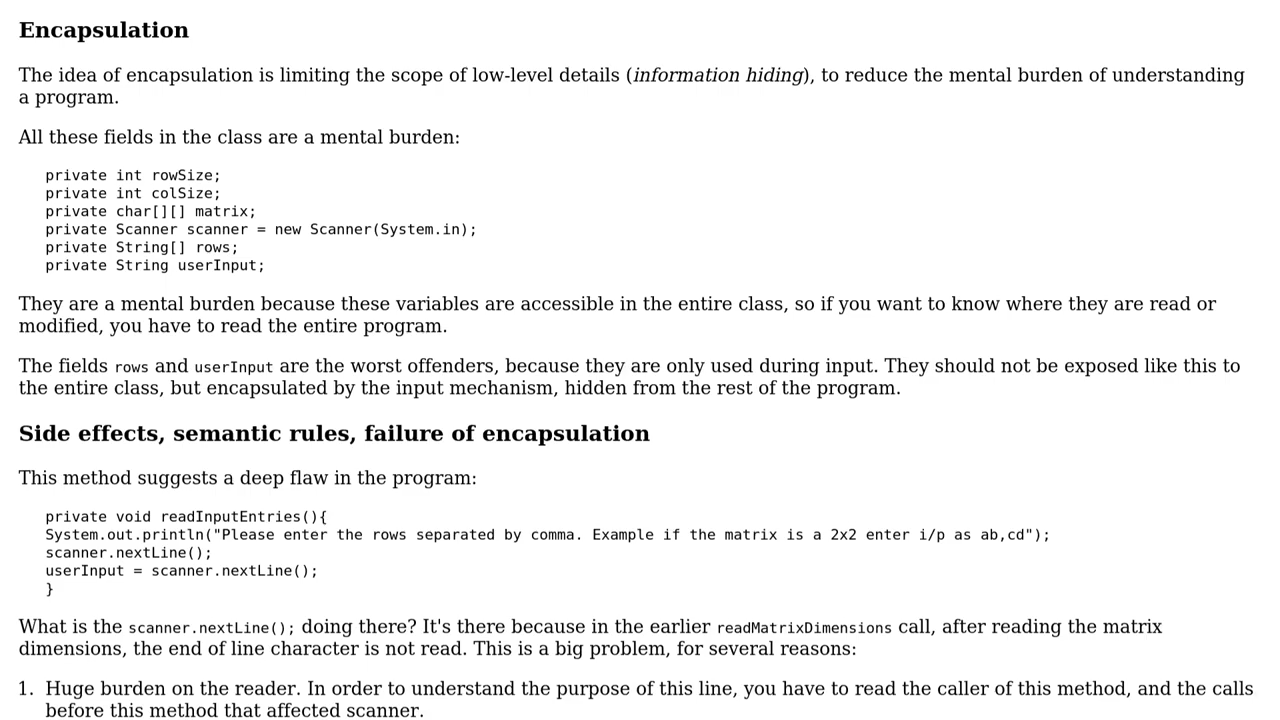 Encapsulation
The idea of encapsulation is limiting the scope of low-level details (information hiding), to reduce the mental burden of understanding
a program.
All these fields in the class are a mental burden:
private int rowSize;
private int colSize;
private char[][] matrix;
private Scanner scanner = new Scanner(System.in);
private String[] rows;
private String userInput;
They are a mental burden because these variables are accessible in the entire class, so if you want to know where they are read or
modified, you have to read the entire program.
The fields rows and userInput are the worst offenders, because they are only used during input. They should not be exposed like this to
the entire class, but encapsulated by the input mechanism, hidden from the rest of the program.
Side effects, semantic rules, failure of encapsulation
This method suggests a deep flaw in the program:
private void readInputEntries(){
System.out.println("Please enter the rows separated by comma. Example if the matrix is a 2x2 enter i/p as ab,cd");
scanner.nextLine();
userInput = scanner.nextLine();
}
What is the scanner.nextLine(); doing there? It's there because in the earlier readMatrixDimensions call, after reading the matrix
dimensions, the end of line character is not read. This is a big problem, for several reasons:
1. Huge burden on the reader. In order to understand the purpose of this line, you have to read the caller of this method, and the calls
before this method that affected scanner.